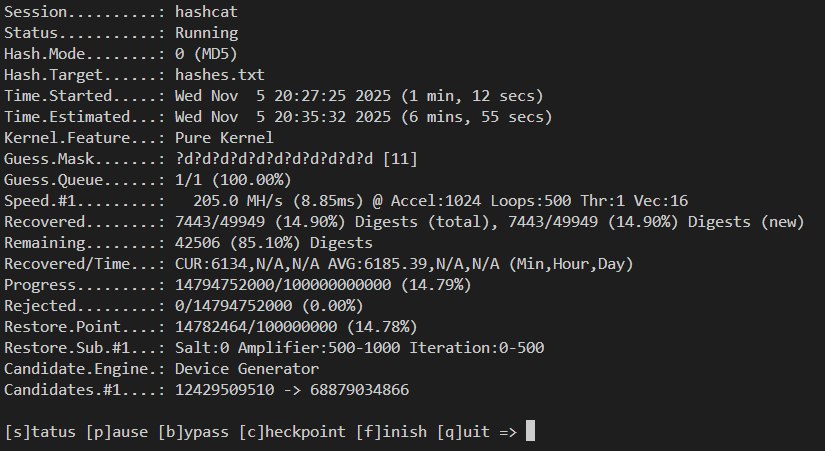 Session..........: hashcat
Status...........: Running
Hash.Mode........: 0 (MD5)
Hash.Target......: hashes.txt
Time.Started.....: Wed Nov  5 20:27:25 2025 (1 min, 12 secs)
Time.Estimated...: Wed Nov  5 20:35:32 2025 (6 mins, 55 secs)
Kernel.Feature...: Pure Kernel
Guess.Mask.......: ?d?d?d?d?d?d?d?d?d?d?d [11]
Guess.Queue......: 1/1 (100.00%)
Speed.#1.........:   205.0 MH/s (8.85ms) @ Accel:1024 Loops:500 Thr:1 Vec:16
Recovered........: 7443/49949 (14.90%) Digests (total), 7443/49949 (14.90%) Digests (new)
Remaining........: 42506 (85.10%) Digests
Recovered/Time...: CUR:6134,N/A,N/A AVG:6185.39,N/A,N/A (Min,Hour,Day)
Progress.........: 14794752000/100000000000 (14.79%)
Rejected.........: 0/14794752000 (0.00%)
Restore.Point....: 14782464/100000000 (14.78%)
Restore.Sub.#1...: Salt:0 Amplifier:500-1000 Iteration:0-500
Candidate.Engine.: Device Generator
Candidates.#1....: 12429509510 -> 68879034866

[s]tatus [p]ause [b]ypass [c]heckpoint [f]inish [q]uit =>